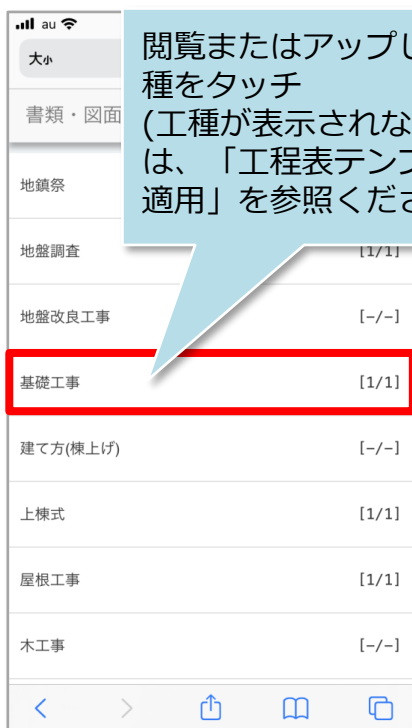 au
大小
閲覧またはアップし
種をタッチ
(工種が表示されな
は、「工程表テンプ
適用」を参照くださ
書類・図面
地鎮祭
地盤調査 [1/1]
地盤改良工事 [-/-]
基礎工事 [1/1]
建て方(棟上げ) [-/-]
上棟式 [1/1]
屋根工事 [1/1]
木工事 [-/-]